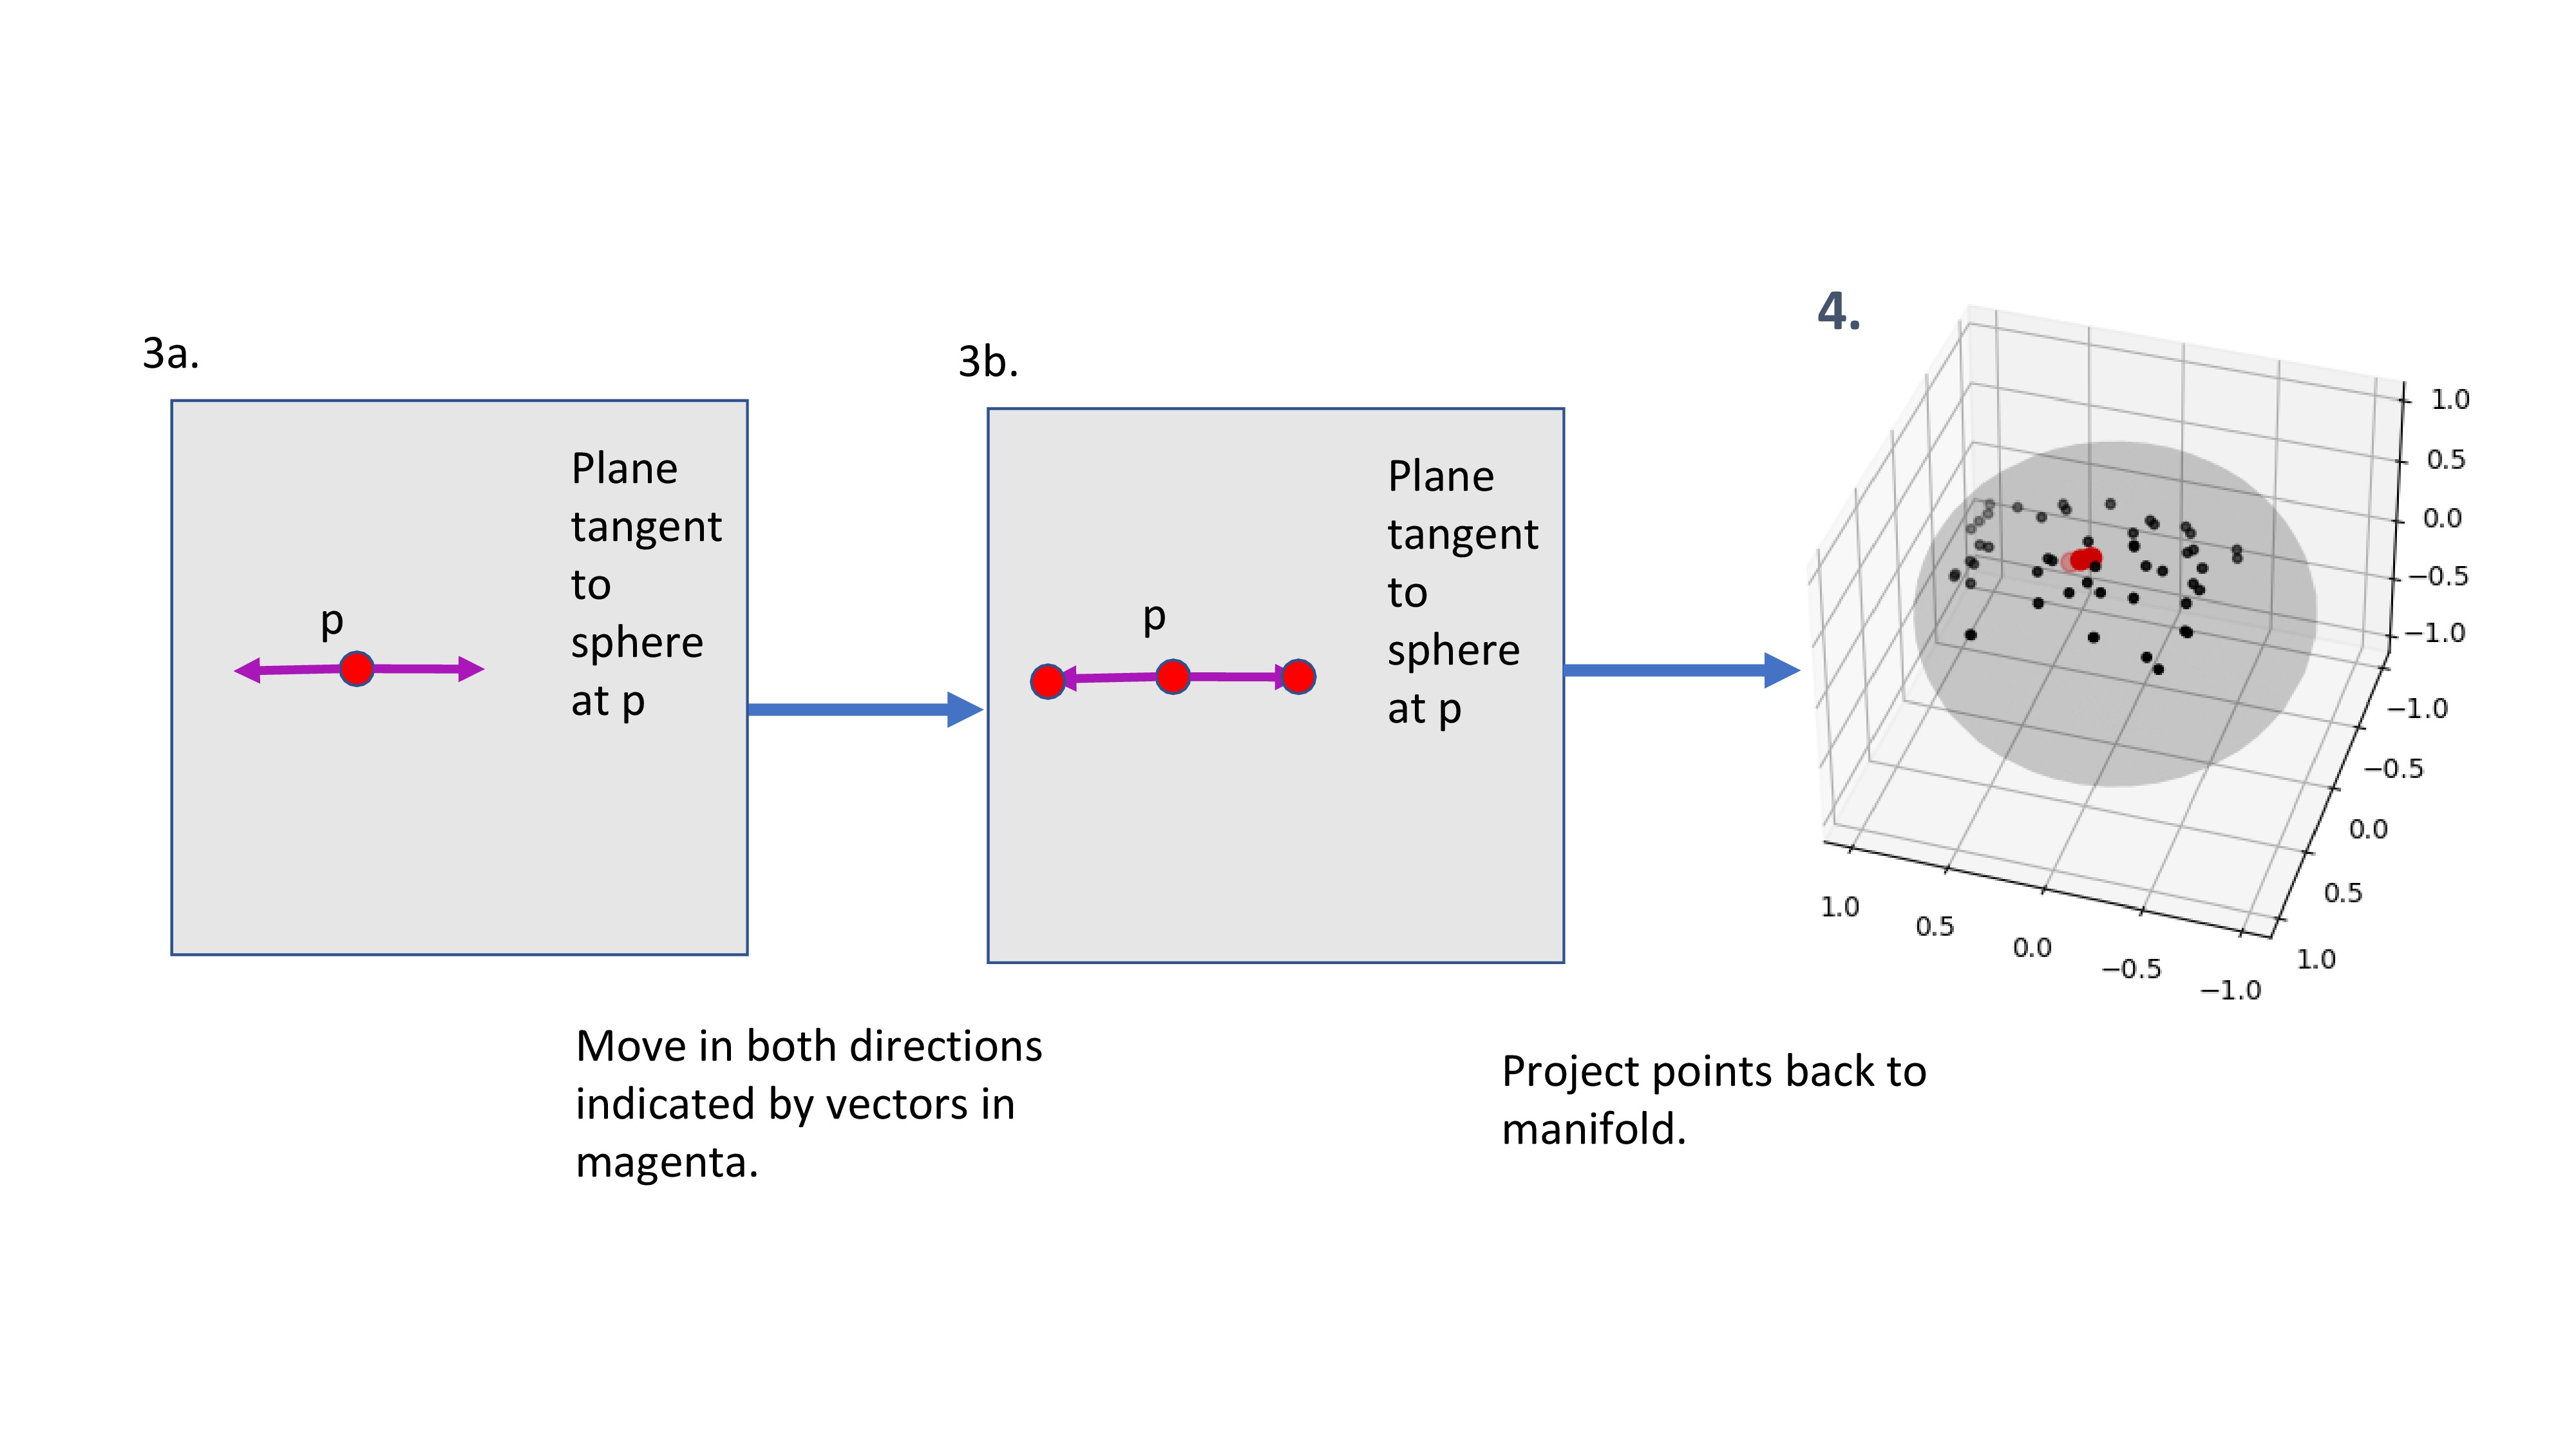 3a.
p
Plane
tangent
to
sphere
at p
3b.
p
Plane
tangent
to
sphere
at p
4.
1.0
0.5
0.0
−0.5
−1.0
−1.0
−0.5
0.0
0.5
1.0
1.0
0.5
0.0
−0.5
−1.0
Move in both directions
indicated by vectors in
magenta.
Project points back to
manifold.